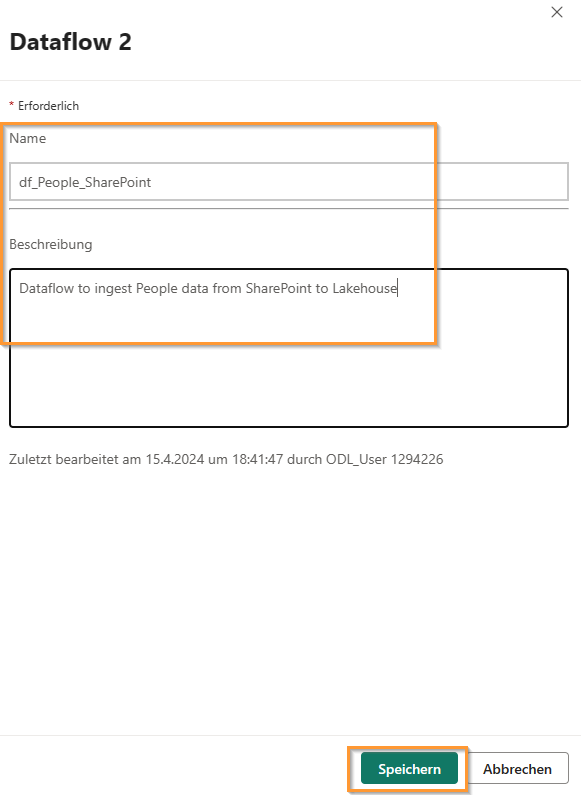 Dataflow 2
* Erforderlich
Name
df_People_SharePoint
Beschreibung
Dataflow to ingest People data from SharePoint to Lakehouse
Zuletzt bearbeitet am 15.4.2024 um 18:41:47 durch ODL_User 1294226
Speichern Abbrechen